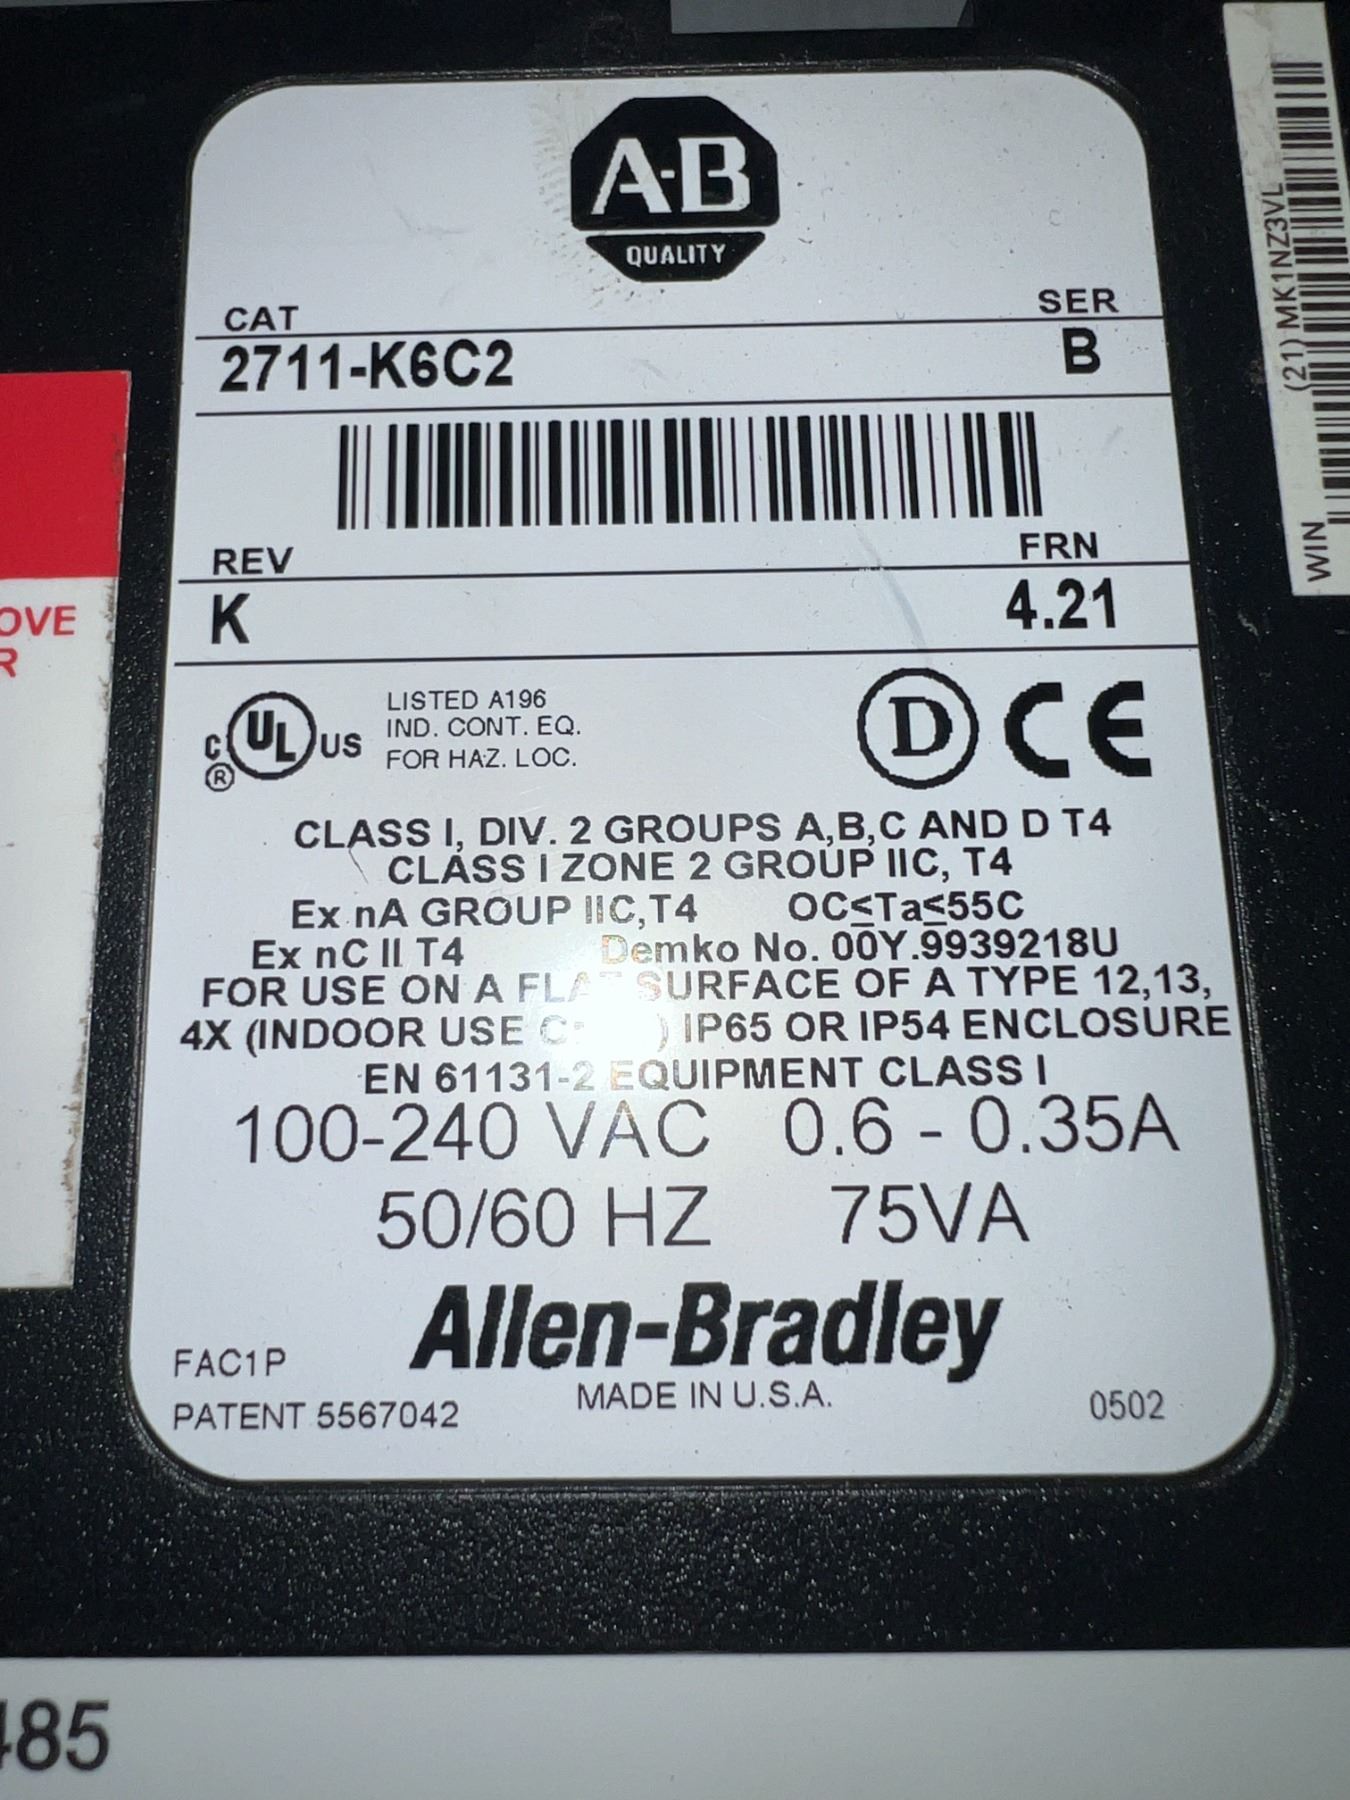 A-B
QUALITY
CAT
SER
2711-K6C2
B
REV
FRN
K
4.21
C UL US
®
LISTED A196
IND. CONT. EQ.
FOR HAZ. LOC.
D CE
CLASS I, DIV. 2 GROUPS A,B,C AND D T4
CLASS I ZONE 2 GROUP IIC, T4
Ex nA GROUP IIC,T4 OC≤Ta≤55C
Ex nC II T4 Demko No. 00Y.9939218U
FOR USE ON A SURFACE OF A TYPE 12,13,
4X (INDOOR USE ) IP65 OR IP54 ENCLOSURE
EN 61131-2 EQUIPMENT CLASS I
100-240 VAC 0.6 - 0.35A
50/60 HZ 75VA
Allen-Bradley
FAC1P
MADE IN U.S.A.
PATENT 5567042
0502
(21) MK1NZ3VL
WIN
OVE
R
485